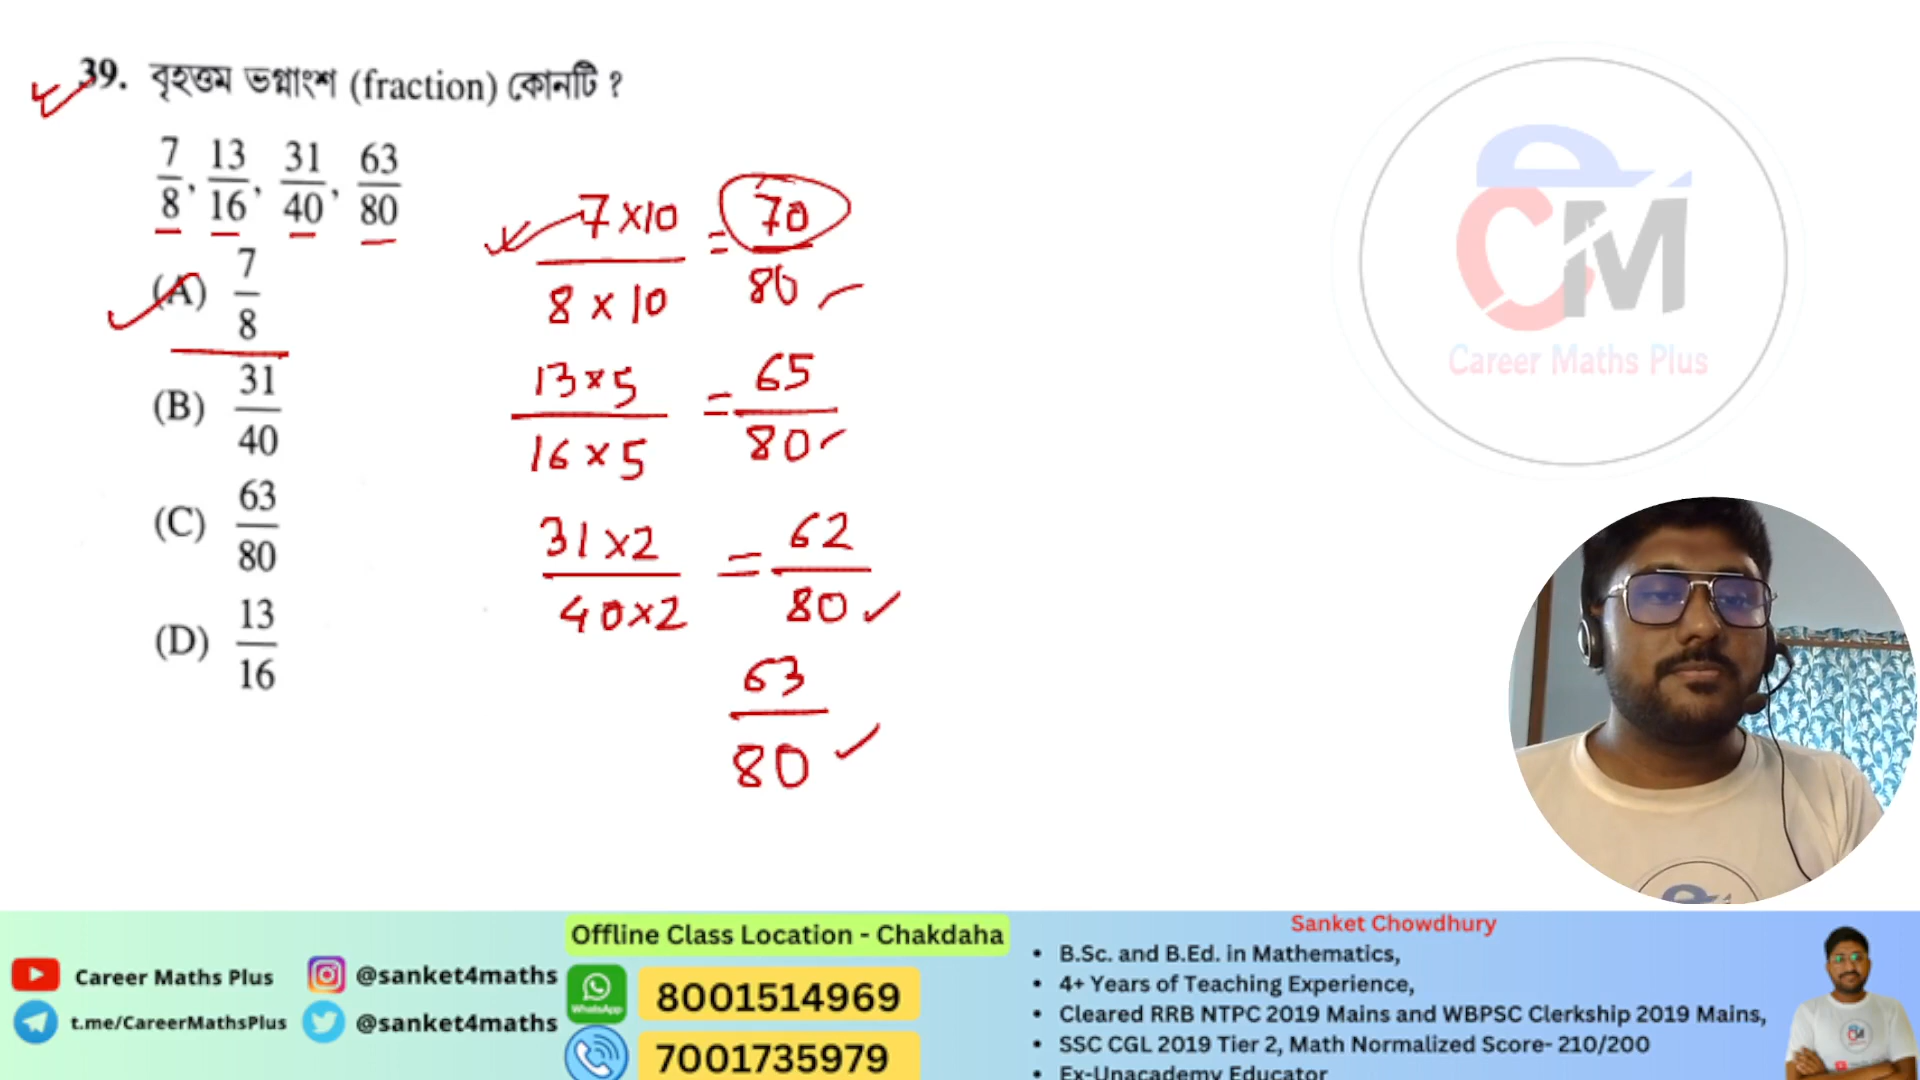 39. বৃহত্তম ভগ্নাংশ (fraction) কোনটি ?
7/8, 13/16, 31/40, 63/80
(A) 7/8
(B) 31/40
(C) 63/80
(D) 13/16
7×10 / 8×10 = 70/80
13×5 / 16×5 = 65/80
31×2 / 40×2 = 62/80
63/80
CM
Career Maths Plus
Offline Class Location - Chakdaha
Career Maths Plus
@sanket4maths
t.me/CareerMathsPlus
@sanket4maths
WhatsApp
8001514969
7001735979
Sanket Chowdhury
• B.Sc. and B.Ed. in Mathematics,
• 4+ Years of Teaching Experience,
• Cleared RRB NTPC 2019 Mains and WBPSC Clerkship 2019 Mains,
• SSC CGL 2019 Tier 2, Math Normalized Score- 210/200
• Ex-Unacademy Educator